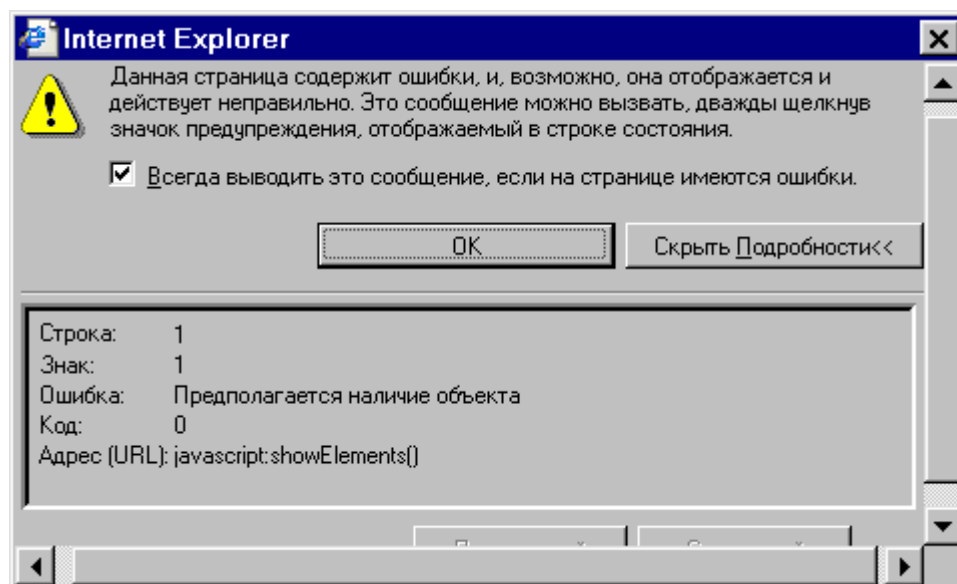 Internet Explorer
Данная страница содержит ошибки, и, возможно, она отображается и
действует неправильно. Это сообщение можно вызвать, дважды щелкнув
значок предупреждения, отображаемый в строке состояния.
Всегда выводить это сообщение, если на странице имеются ошибки.
OK
Скрыть Подробности<<
Строка: 1
Знак: 1
Ошибка: Предполагается наличие объекта
Код: 0
Адрес (URL): javascript:showElements()